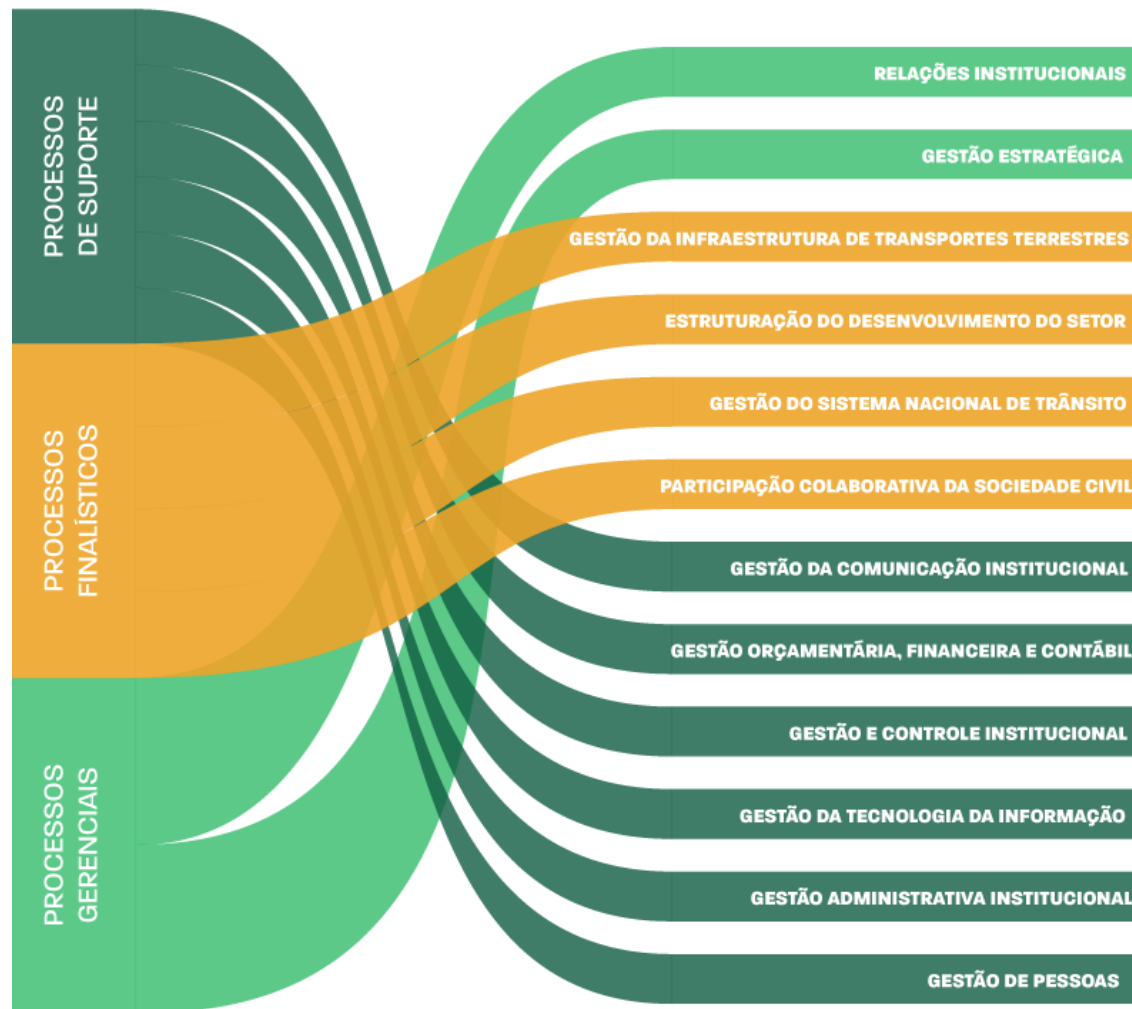 PROCESSOS
DE SUPORTE
PROCESSOS
FINALÍSTICOS
PROCESSOS
GERENCIAIS
RELAÇÕES INSTITUCIONAIS
GESTÃO ESTRATÉGICA
GESTÃO DA INFRAESTRUTURA DE TRANSPORTES TERRESTRES
ESTRUTURAÇÃO DO DESENVOLVIMENTO DO SETOR
GESTÃO DO SISTEMA NACIONAL DE TRÂNSITO
PARTICIPAÇÃO COLABORATIVA DA SOCIEDADE CIVIL
GESTÃO DA COMUNICAÇÃO INSTITUCIONAL
GESTÃO ORÇAMENTÁRIA, FINANCEIRA E CONTÁBIL
GESTÃO E CONTROLE INSTITUCIONAL
GESTÃO DA TECNOLOGIA DA INFORMAÇÃO
GESTÃO ADMINISTRATIVA INSTITUCIONAL
GESTÃO DE PESSOAS